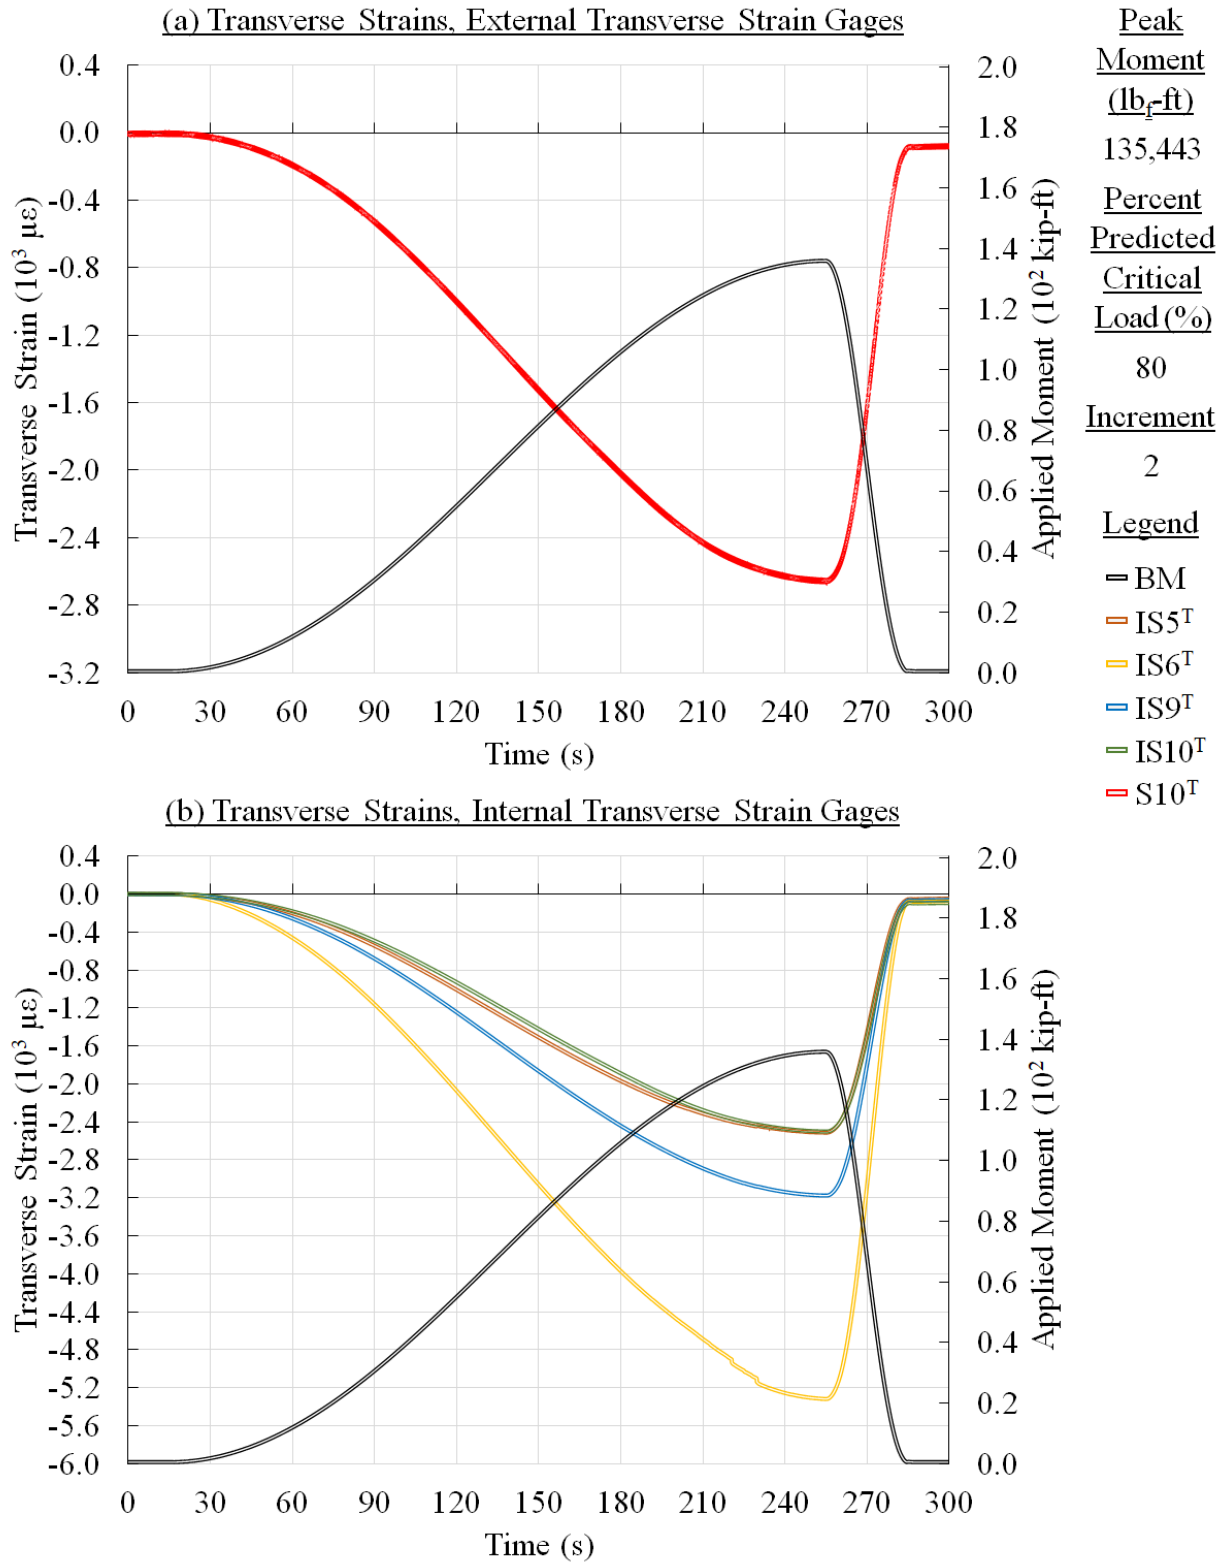 (a) Transverse Strains, External Transverse Strain Gages
Peak
Moment
(lbf-ft)
135,443
Percent
Predicted
Critical
Load (%)
80
Increment
2
Legend
BM
IS5ᵀ
IS6ᵀ
IS9ᵀ
IS10ᵀ
S10ᵀ
Transverse Strain (10³ με)
0.4
0.0
-0.4
-0.8
-1.2
-1.6
-2.0
-2.4
-2.8
-3.2
2.0
1.8
1.6
1.4
1.2
1.0
0.8
0.6
0.4
0.2
0.0
Applied Moment (10² kip-ft)
0 30 60 90 120 150 180 210 240 270 300
Time (s)
(b) Transverse Strains, Internal Transverse Strain Gages
Transverse Strain (10³ με)
0.4
0.0
-0.4
-0.8
-1.2
-1.6
-2.0
-2.4
-2.8
-3.2
-3.6
-4.0
-4.4
-4.8
-5.2
-5.6
-6.0
2.0
1.8
1.6
1.4
1.2
1.0
0.8
0.6
0.4
0.2
0.0
Applied Moment (10² kip-ft)
0 30 60 90 120 150 180 210 240 270 300
Time (s)